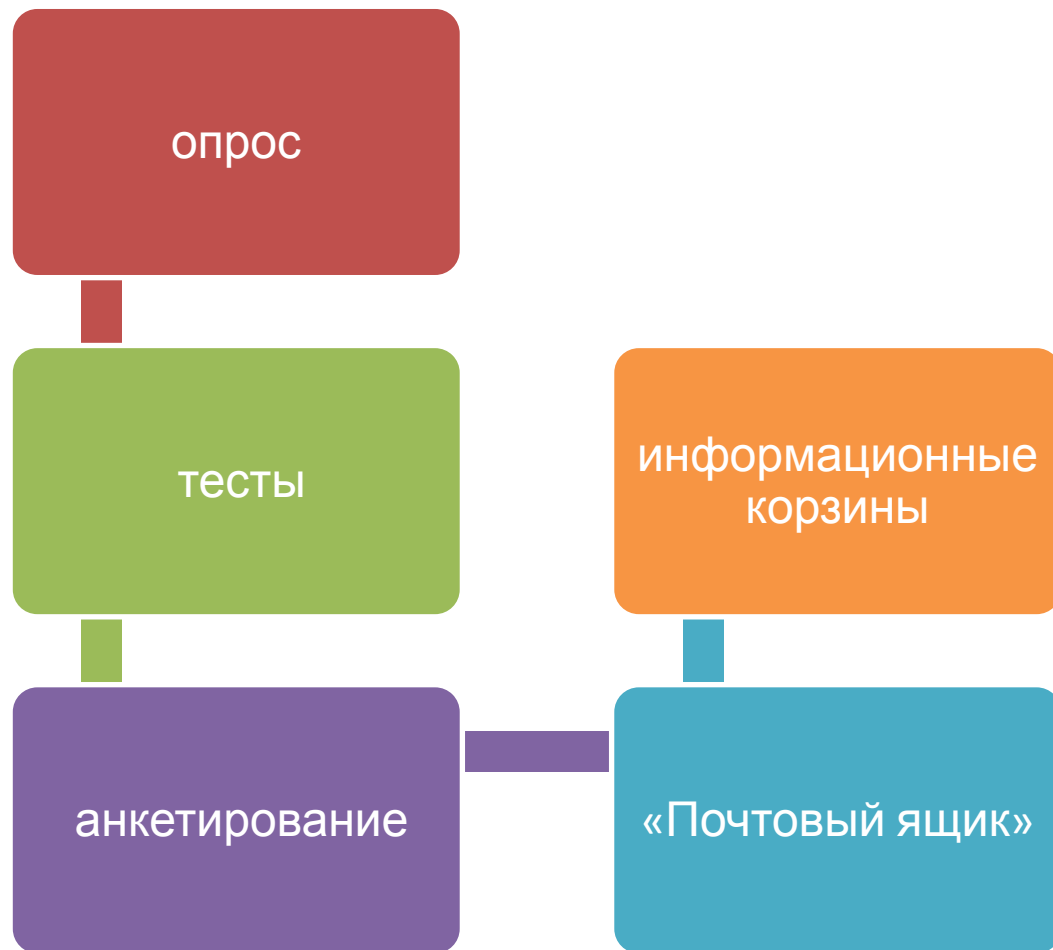 опрос
тесты
анкетирование
«Почтовый ящик»
информационные
корзины